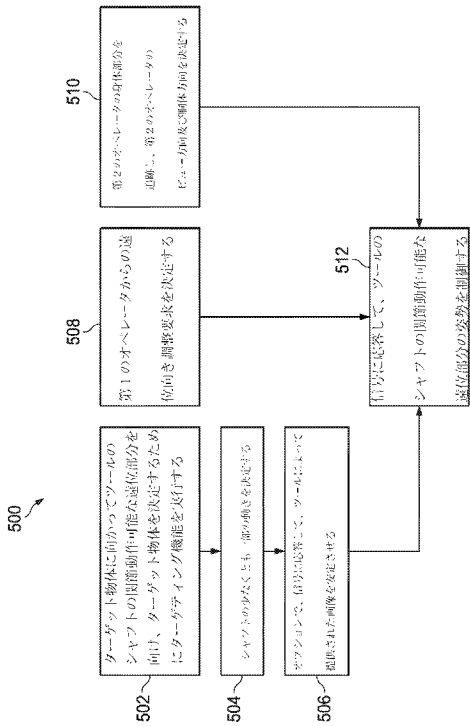 500
ターゲット物体に向かってツールの
シャフトの関節動作可能な遠位部分を
向け、ターゲット物体を決定するため
にターゲティング機能を実行する
502
シャフトの少なくとも一部の動きを決定する
504
オプションで、信号に応答して、ツールによって
提供された画像を安定させる
506
第1のオペレータからの遠
位向き調整要求を決定する
508
第2のオペレータの身体部分を
追跡し、第2のオペレータの
ビュー方向及び胴体方向を決定する
510
信号に応答して、ツールの
シャフトの関節動作可能な
遠位部分の姿勢を制御する
512